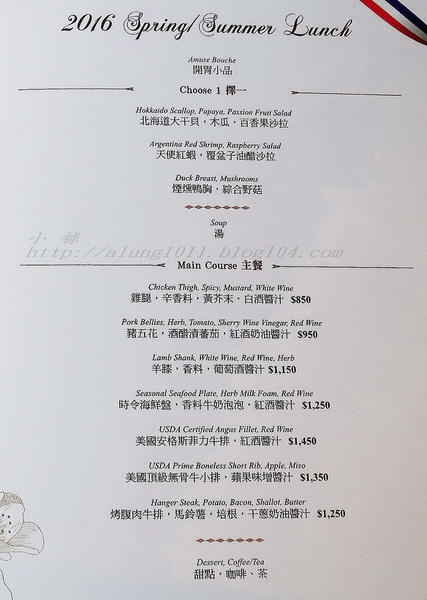 2016 Spring/Summer Lunch
Amuse Bouche
開胃小品
Choose 1 擇一
Hokkaido Scallop, Papaya, Passion Fruit Salad
北海道大干貝，木瓜，百香果沙拉
Argentina Red Shrimp, Raspberry Salad
天使紅蝦，覆盆子油醋沙拉
Duck Breast, Mushrooms
煙燻鴨胸，綜合野菇
Soup
湯
小 祿
http://alung1011.blog104.com
Main Course 主餐
Chicken Thigh, Spicy, Mustard, White Wine
雞腿，辛香料，黃芥末，白酒醬汁 $850
Pork Bellies, Herb, Tomato, Sherry Wine Vinegar, Red Wine
豬五花，酒醋漬蕃茄，紅酒奶油醬汁 $950
Lamb Shank, White Wine, Red Wine, Herb
羊膝，香料，葡萄酒醬汁 $1,150
Seasonal Seafood Plate, Herb Milk Foam, Red Wine
時令海鮮盤，香料牛奶泡泡，紅酒醬汁 $1,250
USDA Certified Angus Fillet, Red Wine
美國安格斯菲力牛排，紅酒醬汁 $1,450
USDA Prime Boneless Short Rib, Apple, Miso
美國頂級無骨牛小排，蘋果味增醬汁 $1,350
Hanger Steak, Potato, Bacon, Shallot, Butter
烤腹肉牛排，馬鈴薯，培根，干蔥奶油醬汁 $1,250
Dessert, Coffee/Tea
甜點，咖啡、茶